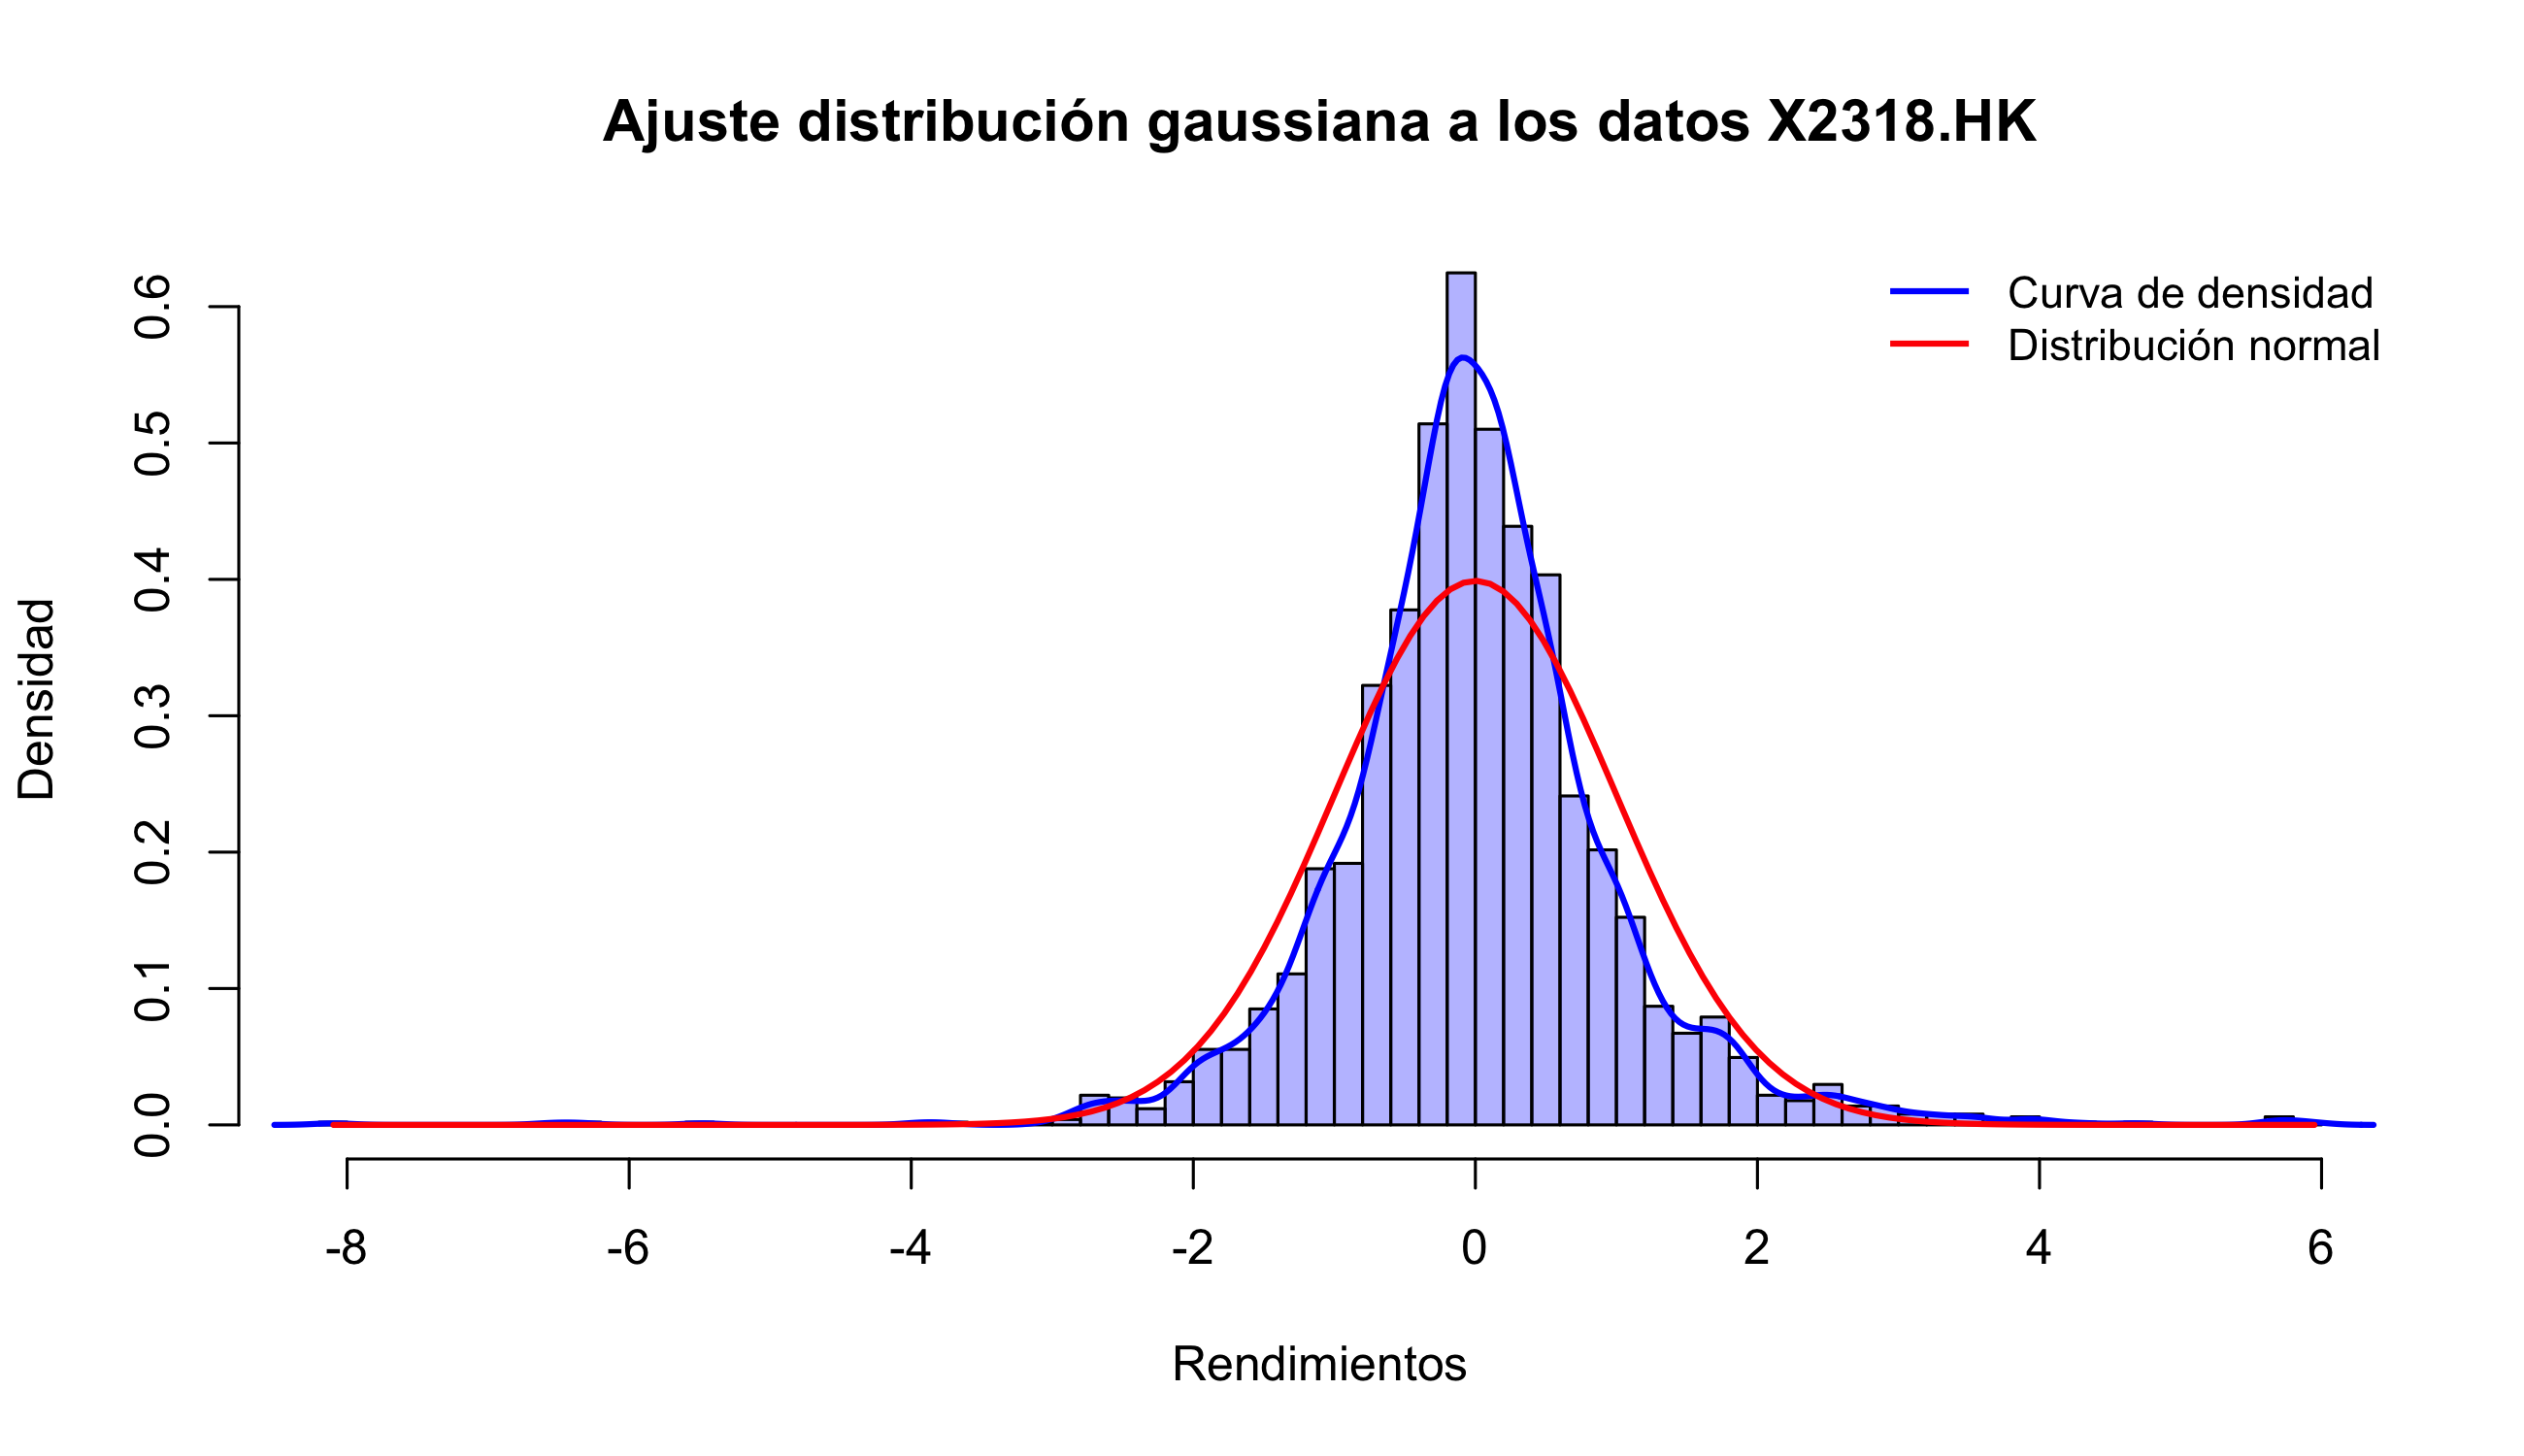 Ajuste distribución gaussiana a los datos X2318.HK
Curva de densidad
Distribución normal
Densidad
0.6
0.5
0.4
0.3
0.2
0.1
0.0
-8 -6 -4 -2 0 2 4 6
Rendimientos